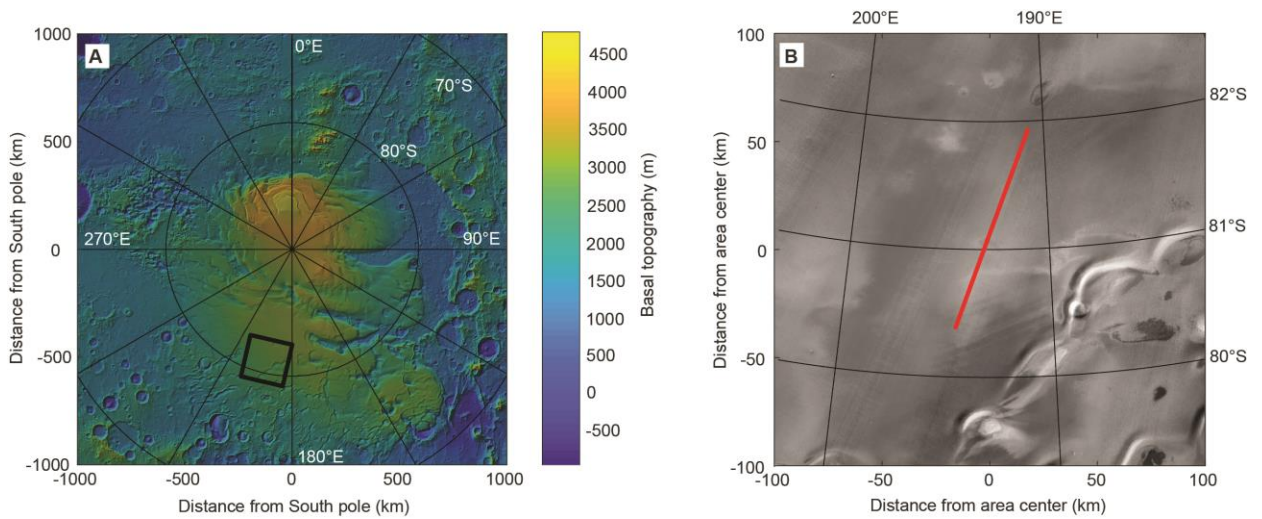 A
1000
500
0
-500
-1000
Distance from South pole (km)
0°E
70°S
80°S
90°E
270°E
180°E
-1000
-500
0
500
1000
Distance from South pole (km)
4500
4000
3500
3000
2500
2000
1500
1000
500
0
-500
Basal topography (m)
B
200°E
190°E
100
50
0
-50
-100
Distance from area center (km)
82°S
81°S
80°S
-100
-50
0
50
100
Distance from area center (km)